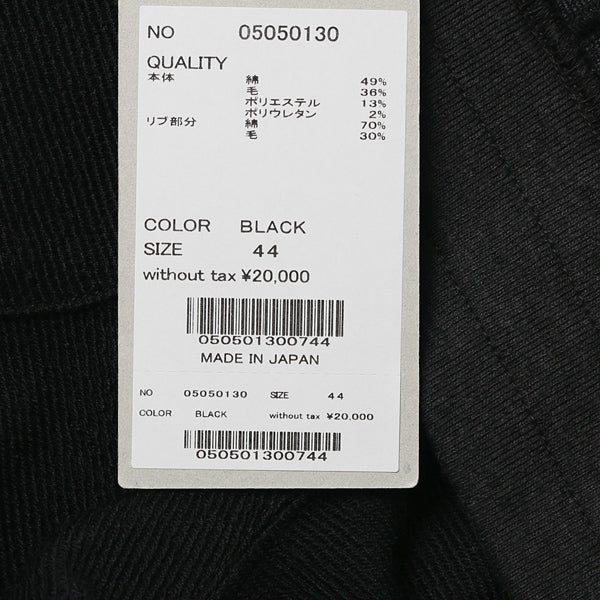 NO 05050130
QUALITY
本体 綿 49%
毛 36%
ポリエステル 13%
ポリウレタン 2%
リブ部分 綿 70%
毛 30%
COLOR BLACK
SIZE 44
without tax ¥20,000
050501300744
MADE IN JAPAN
NO 05050130 SIZE 44
COLOR BLACK without tax ¥20,000
050501300744